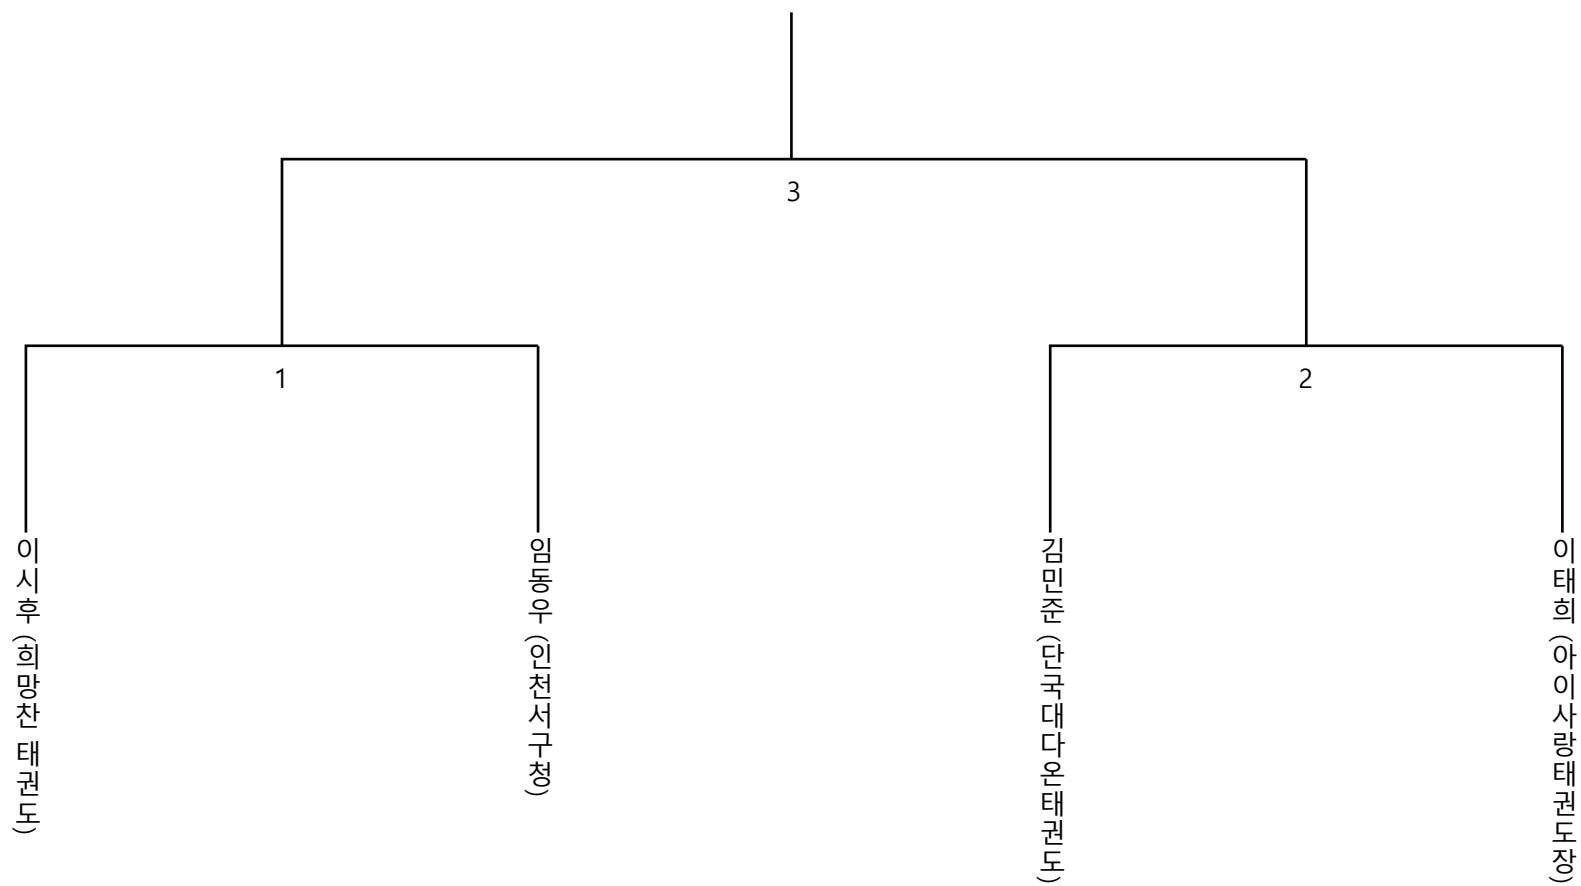 3
1
2
이시후 (희망찬 태권도)
임동우 (인천서구청)
김민준 (단국대다온태권도)
이태희 (아이사랑태권도장)